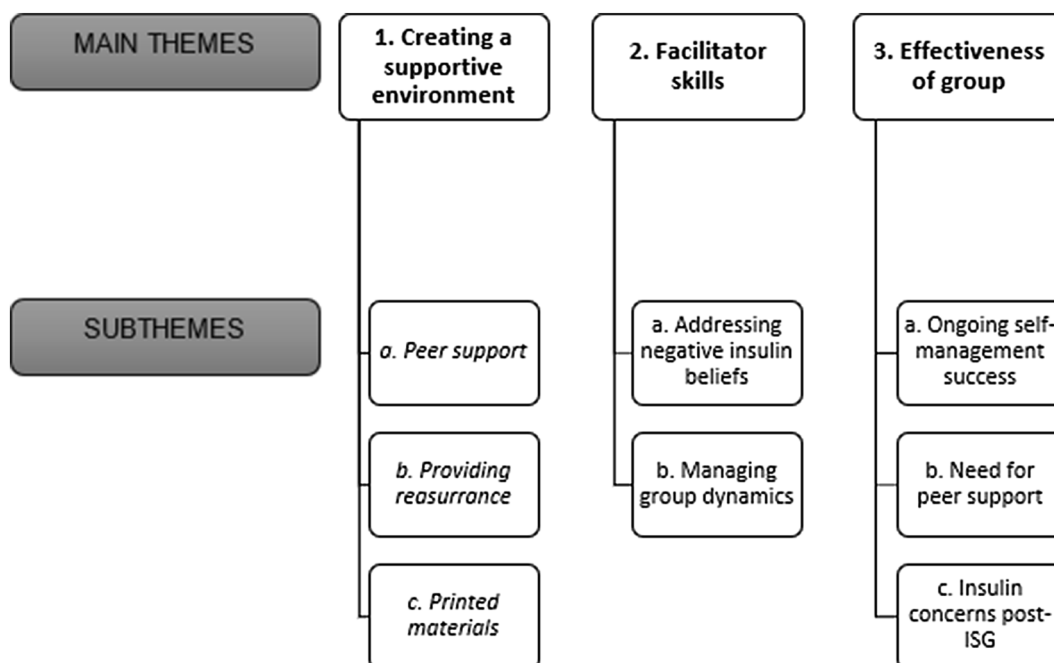 MAIN THEMES
1. Creating a
supportive
environment
2. Facilitator
skills
3. Effectiveness
of group
SUBTHEMES
a. Peer support
b. Providing
reasurrance
c. Printed
materials
a. Addressing
negative insulin
beliefs
b. Managing
group dynamics
a. Ongoing self-
management
success
b. Need for
peer support
c. Insulin
concerns post-
ISG